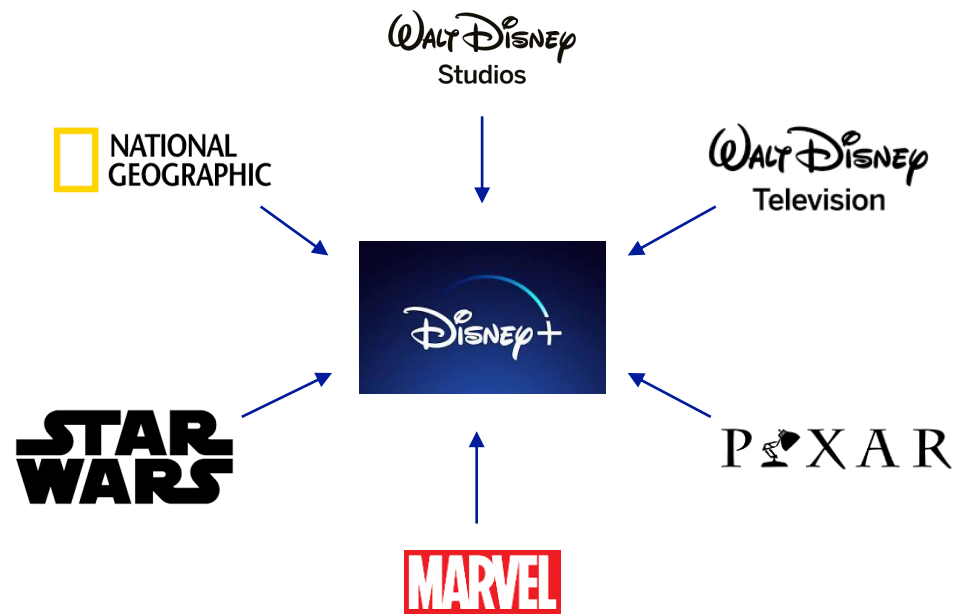 WALT DISNEY
Studios
NATIONAL
GEOGRAPHIC
WALT DISNEY
Television
DISNEY+
STAR
WARS
PIXAR
MARVEL